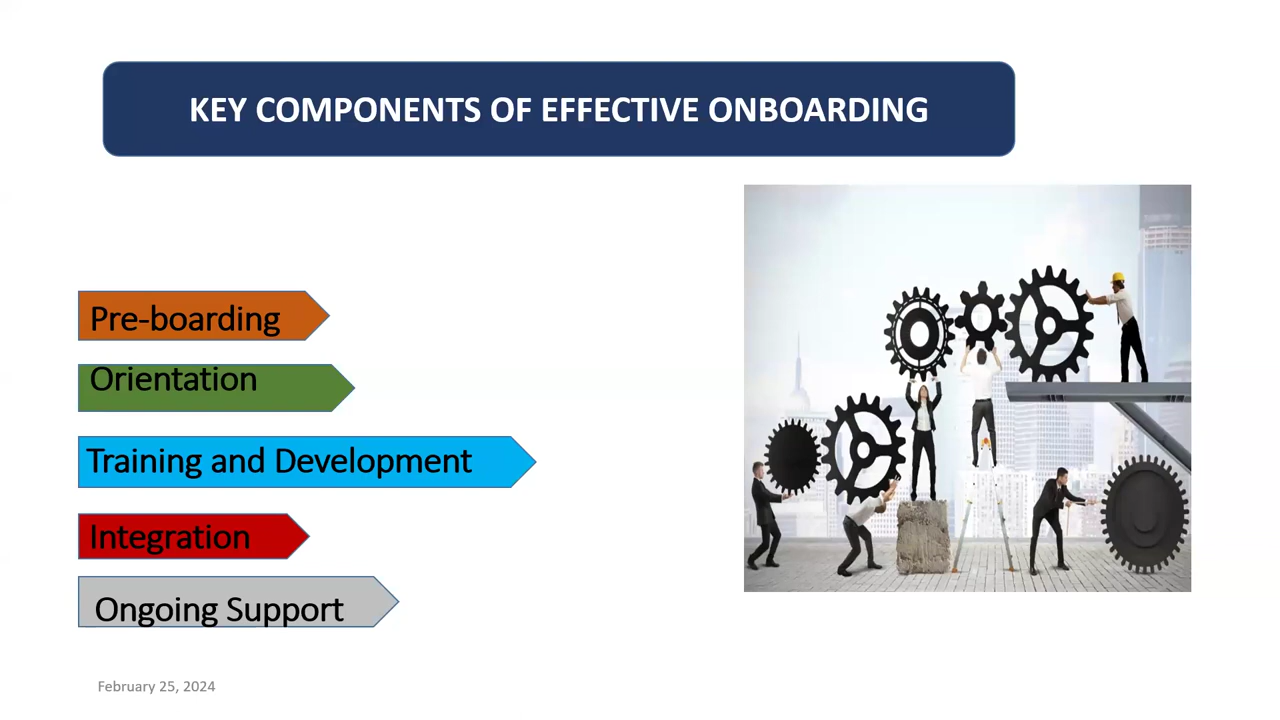 KEY COMPONENTS OF EFFECTIVE ONBOARDING
Pre-boarding
Orientation
Training and Development
Integration
Ongoing Support
February 25, 2024